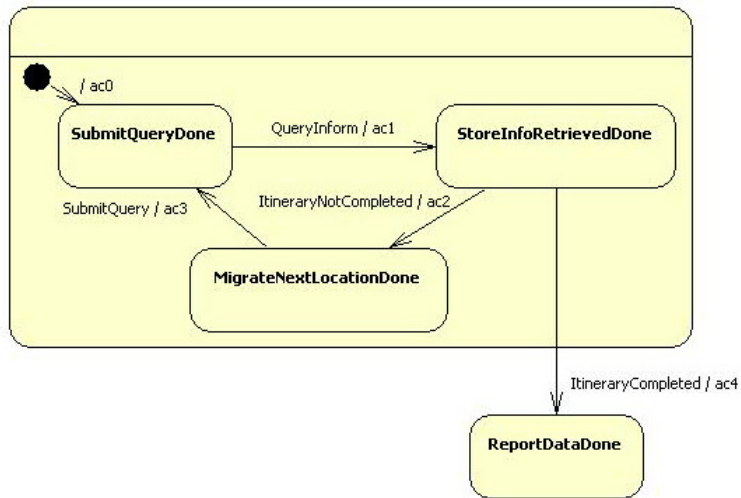 / ac0
SubmitQueryDone
QueryInform / ac1
StoreInfoRetrievedDone
SubmitQuery / ac3
ItineraryNotCompleted / ac2
MigrateNextLocationDone
ItineraryCompleted / ac4
ReportDataDone